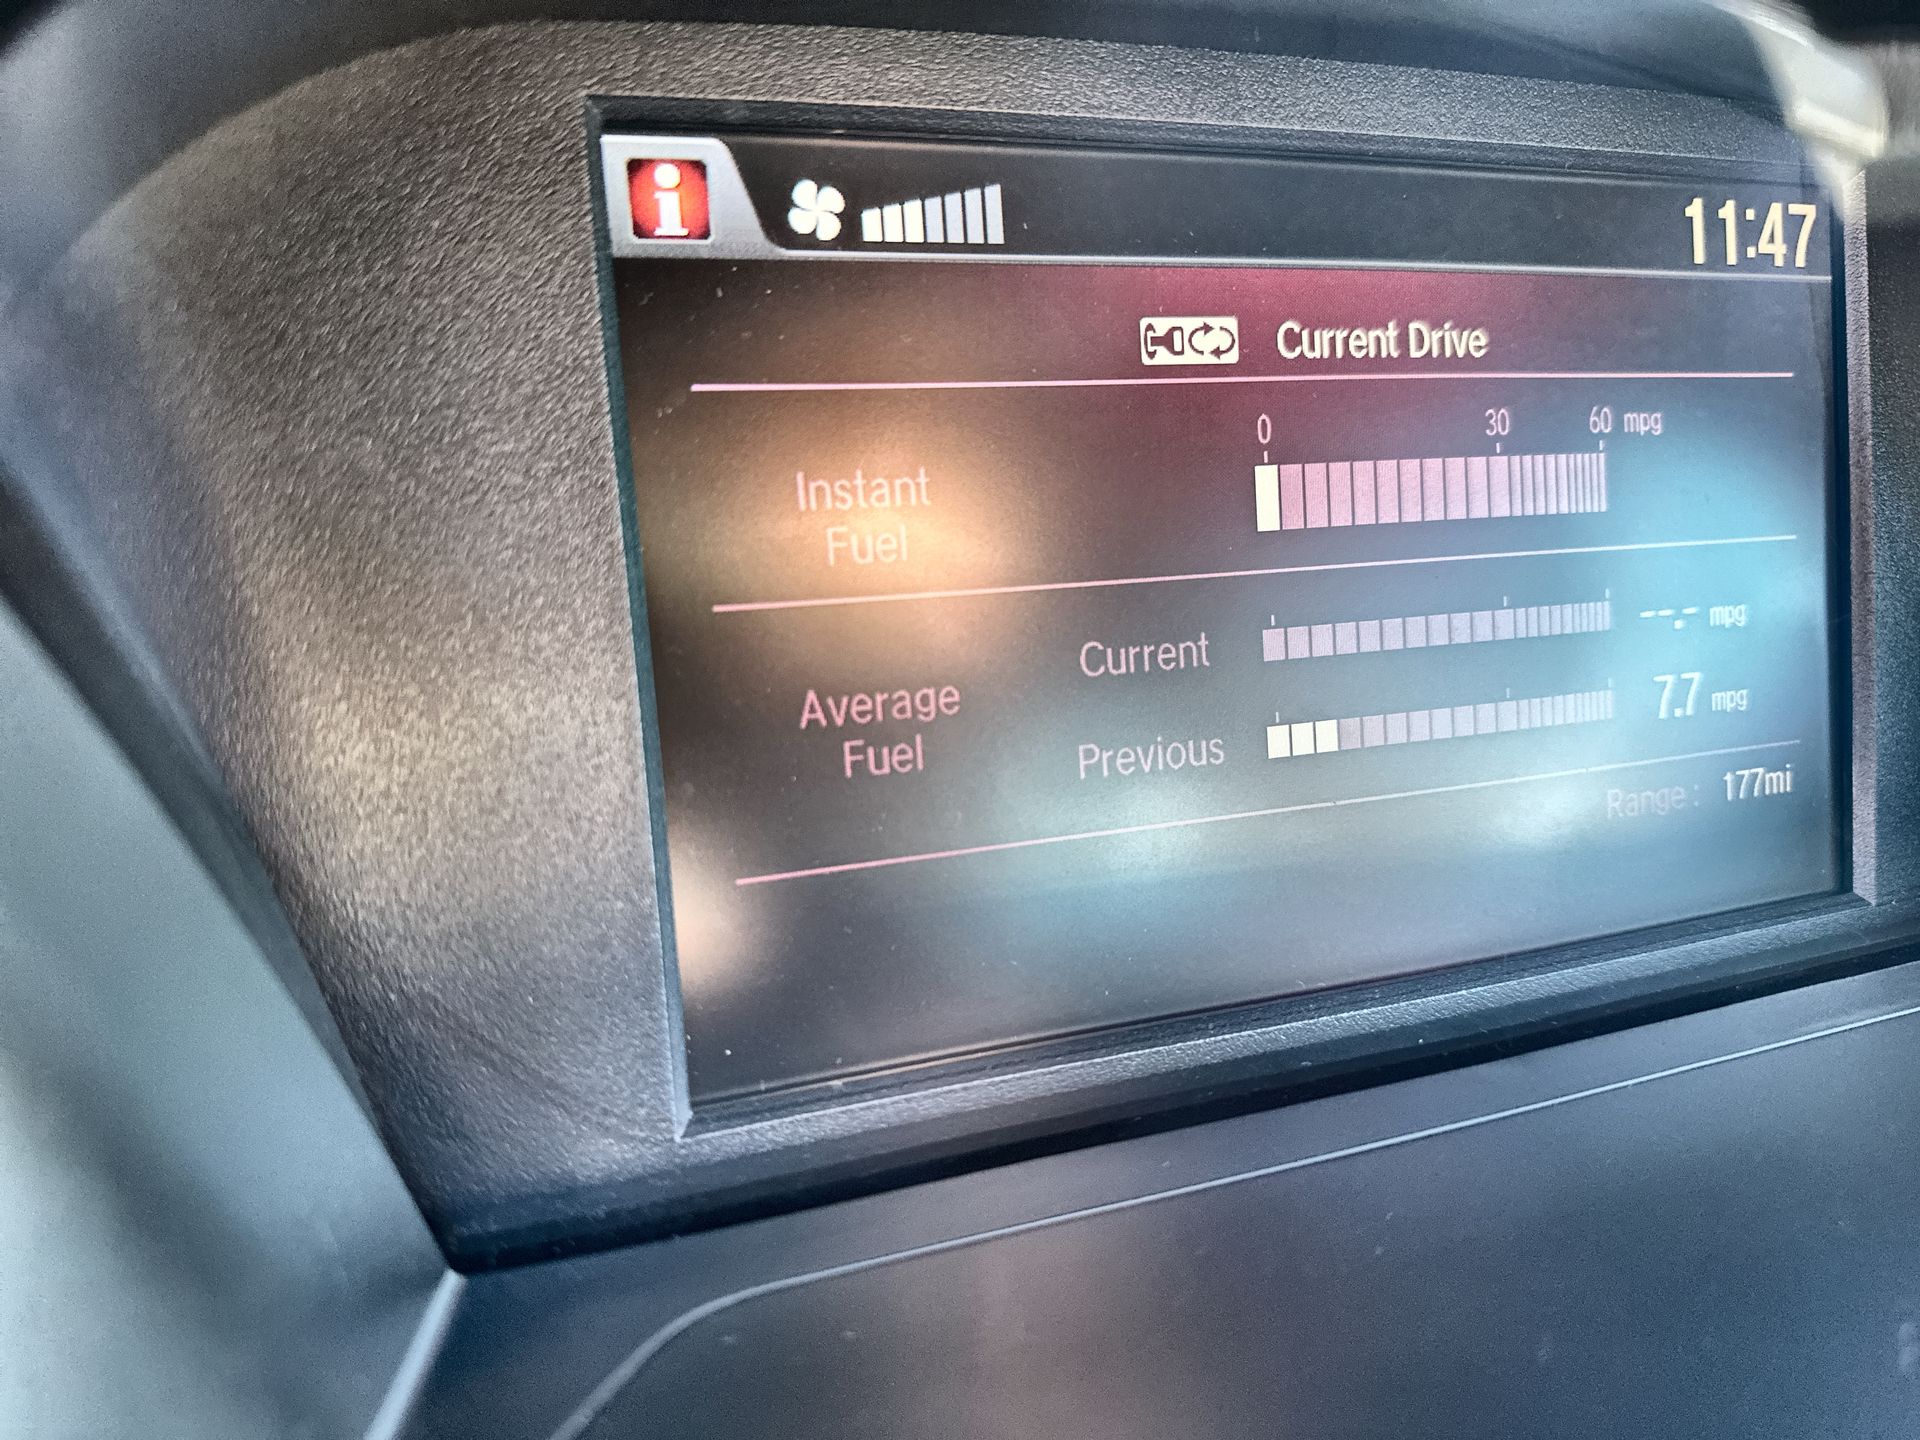 i
11:47
Current Drive
0 30 60 mpg
Instant
Fuel
Current --.- mpg
Average
Fuel
Previous 7.7 mpg
Range: 177mi